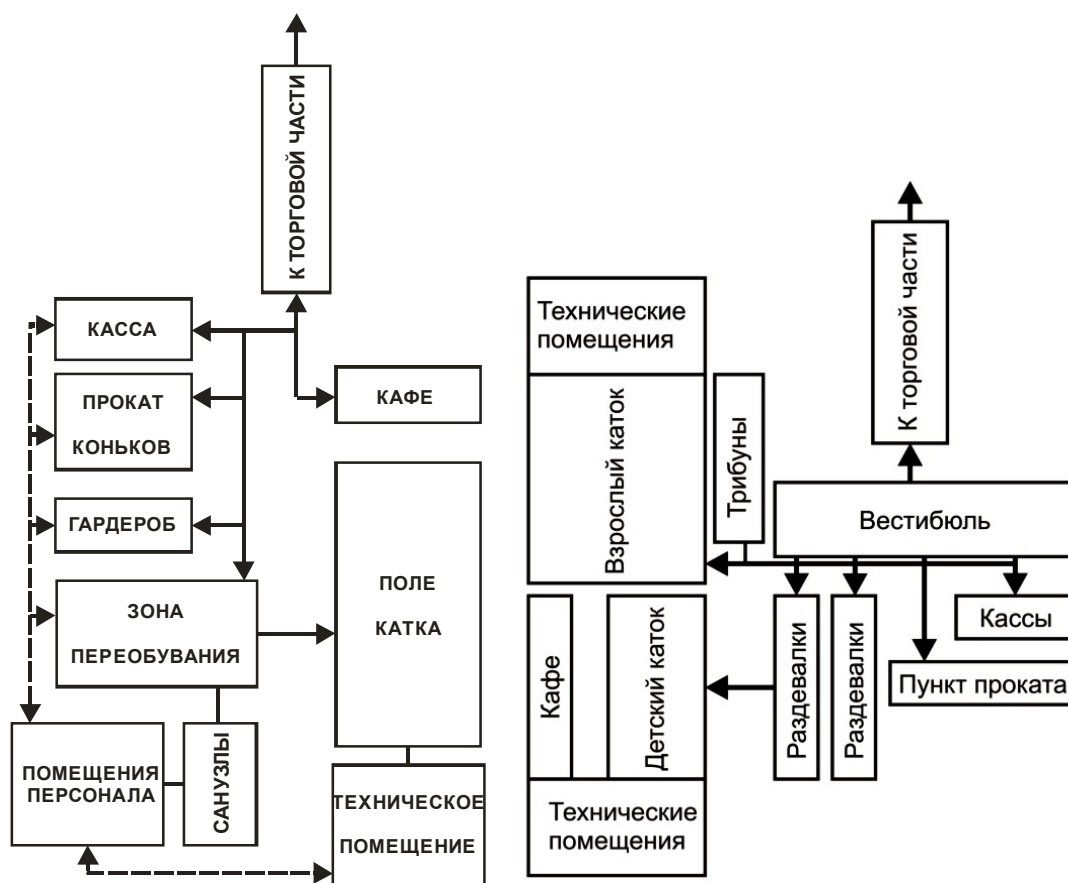 К ТОРГОВОЙ ЧАСТИ
КАССА
ПРОКАТ
КОНЬКОВ
КАФЕ
ГАРДЕРОБ
ЗОНА
ПЕРЕОБУВАНИЯ
ПОЛЕ
КАТКА
ПОМЕЩЕНИЯ
ПЕРСОНАЛА
САНУЗЛЫ
ТЕХНИЧЕСКОЕ
ПОМЕЩЕНИЕ
К торговой части
Технические
помещения
Взрослый каток
Трибуны
Вестибюль
Кассы
Пункт проката
Раздевалки
Раздевалки
Кафе
Детский каток
Технические
помещения